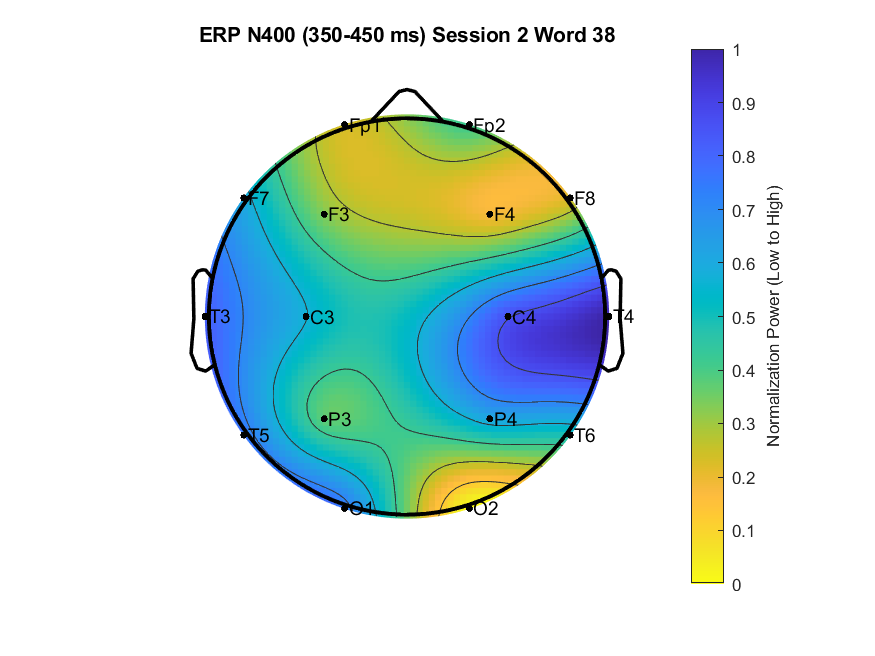 ERP N400 (350-450 ms) Session 2 Word 38
Fp1
Fp2
F7
F3
F4
F8
T3
C3
C4
T4
T5
P3
P4
T6
O1
O2
1
0.9
0.8
0.7
0.6
0.5
0.4
0.3
0.2
0.1
0
Normalization Power (Low to High)